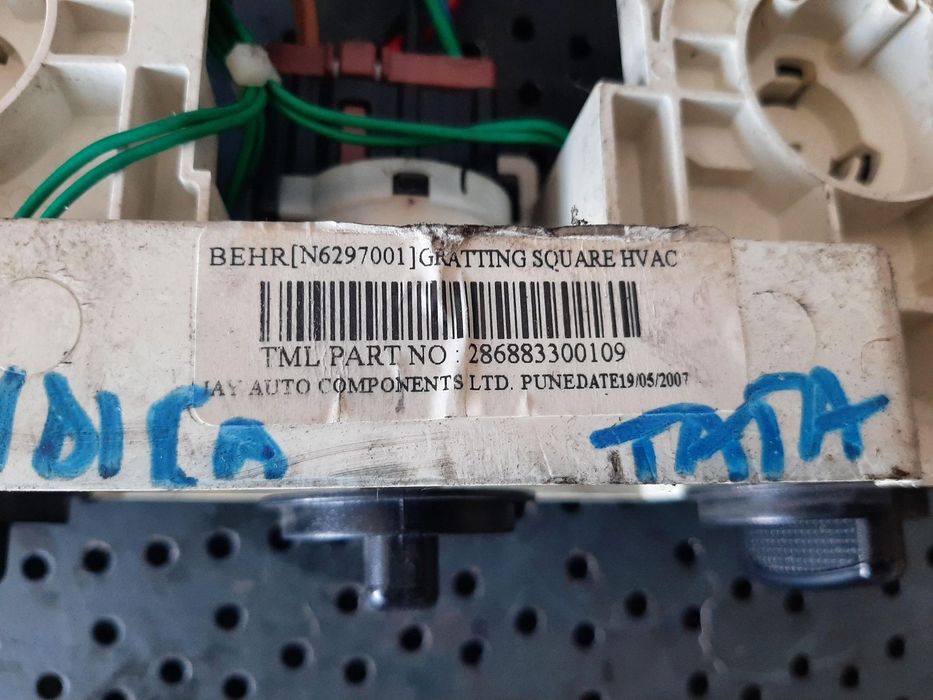 BEHR[N6297001]GRATTING SQUARE HVAC
TML PART NO : 286883300109
JAY AUTO COMPONENTS LTD. PUNEDATE19/05/2007
INDICA TATA